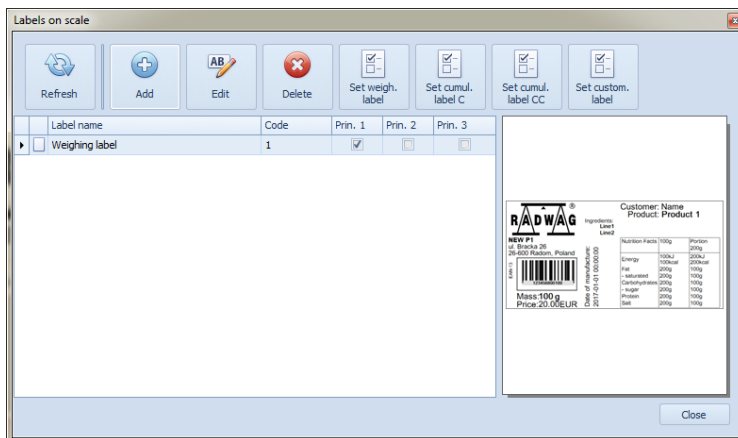 Labels on scale
Refresh
Add
AB
Edit
Delete
Set weigh. label
Set cumul. label C
Set cumul. label CC
Set custom. label
Label name Code Prin. 1 Prin. 2 Prin. 3
Weighing label 1
RADWAG ®
NEW P1
ul. Bracka 26
26-600 Radom, Poland
EAN-13
Mass:100 g
Price:20.00EUR
Ingredients:
Line1
Line2
Date of manufacture:
2017-01-01 00:00:00
Customer: Name
Product: Product 1
Nutrition Facts 100g Portion 200g
Energy 100kJ 200kJ
100kcal 200kcal
Fat 200g 100g
- saturated 200g 100g
Carbohydrates 200g 100g
- sugar 200g 100g
Protein 200g 100g
Salt 200g 100g
Close